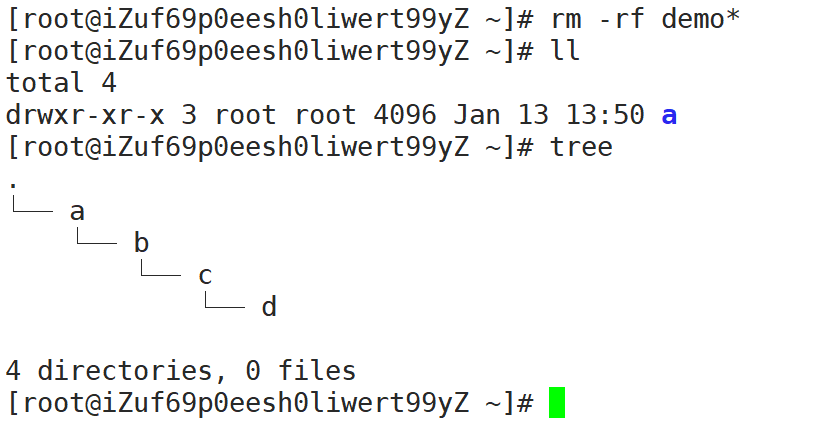 [root@iZuf69p0eesh0liwert99yZ ~]# rm -rf demo*
[root@iZuf69p0eesh0liwert99yZ ~]# ll
total 4
drwxr-xr-x 3 root root 4096 Jan 13 13:50 a
[root@iZuf69p0eesh0liwert99yZ ~]# tree
.
└── a
    └── b
        └── c
            └── d

4 directories, 0 files
[root@iZuf69p0eesh0liwert99yZ ~]#